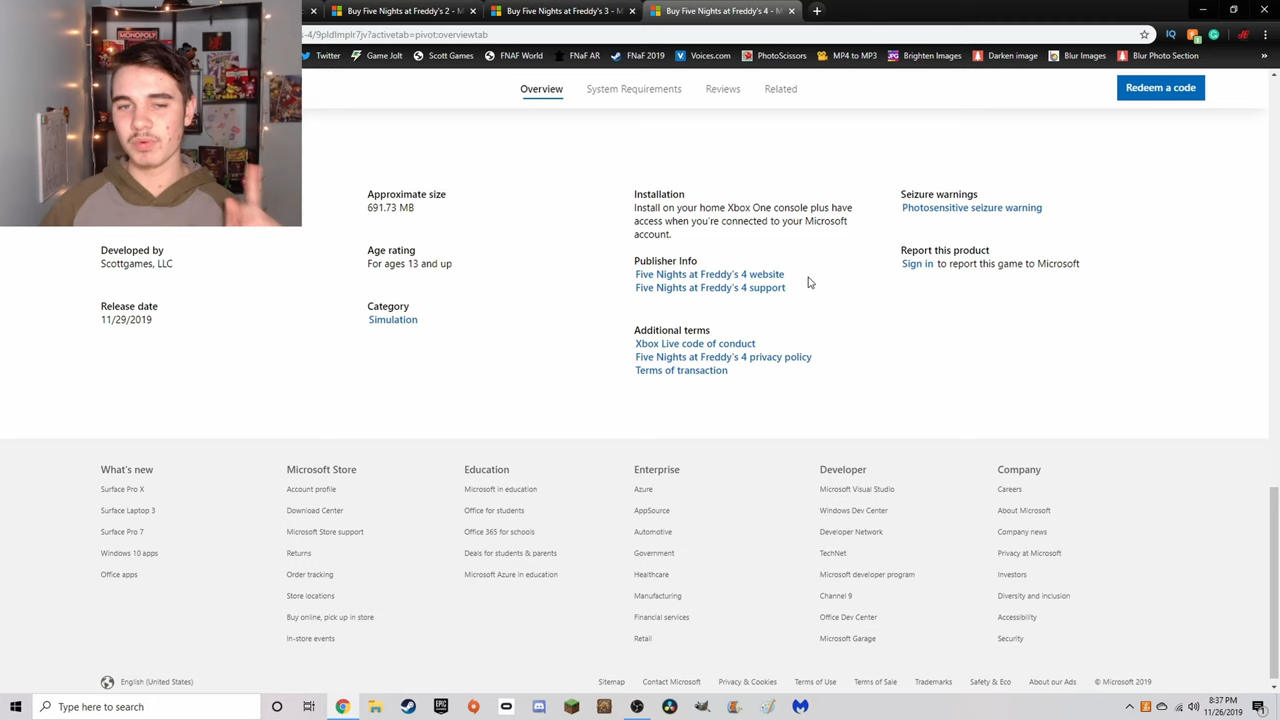 MONOPOLY
Buy Five Nights at Freddy's 2 -
Buy Five Nights at Freddy's 3 -
Buy Five Nights at Freddy's 4 -
s-4/9pldlmplr7jv?activetab=pivot:overviewtab
Twitter
Game Jolt
Scott Games
FNAF World
FNaF AR
FNaF 2019
Voices.com
PhotoScissors
MP4 to MP3
Brighten Images
Darken image
Blur Images
Blur Photo Section
Overview
System Requirements
Reviews
Related
Redeem a code
Approximate size
691.73 MB
Installation
Install on your home Xbox One console plus have
access when you're connected to your Microsoft
account.
Seizure warnings
Photosensitive seizure warning
Developed by
Scottgames, LLC
Age rating
For ages 13 and up
Publisher Info
Five Nights at Freddy's 4 website
Five Nights at Freddy's 4 support
Report this product
Sign in to report this game to Microsoft
Release date
11/29/2019
Category
Simulation
Additional terms
Xbox Live code of conduct
Five Nights at Freddy's 4 privacy policy
Terms of transaction
What's new
Surface Pro X
Surface Laptop 3
Surface Pro 7
Windows 10 apps
Office apps
Microsoft Store
Account profile
Download Center
Microsoft Store support
Returns
Order tracking
Store locations
Buy online, pick up in store
In-store events
Education
Microsoft in education
Office for students
Office 365 for schools
Deals for students & parents
Microsoft Azure in education
Enterprise
Azure
AppSource
Automotive
Government
Healthcare
Manufacturing
Financial services
Retail
Developer
Microsoft Visual Studio
Windows Dev Center
Developer Network
TechNet
Microsoft developer program
Channel 9
Office Dev Center
Microsoft Garage
Company
Careers
About Microsoft
Company news
Privacy at Microsoft
Investors
Diversity and inclusion
Accessibility
Security
English (United States)
Sitemap
Contact Microsoft
Privacy & Cookies
Terms of Use
Terms of Sale
Trademarks
Safety & Eco
About our Ads
© Microsoft 2019
Type here to search
8:37 PM
11/26/2019